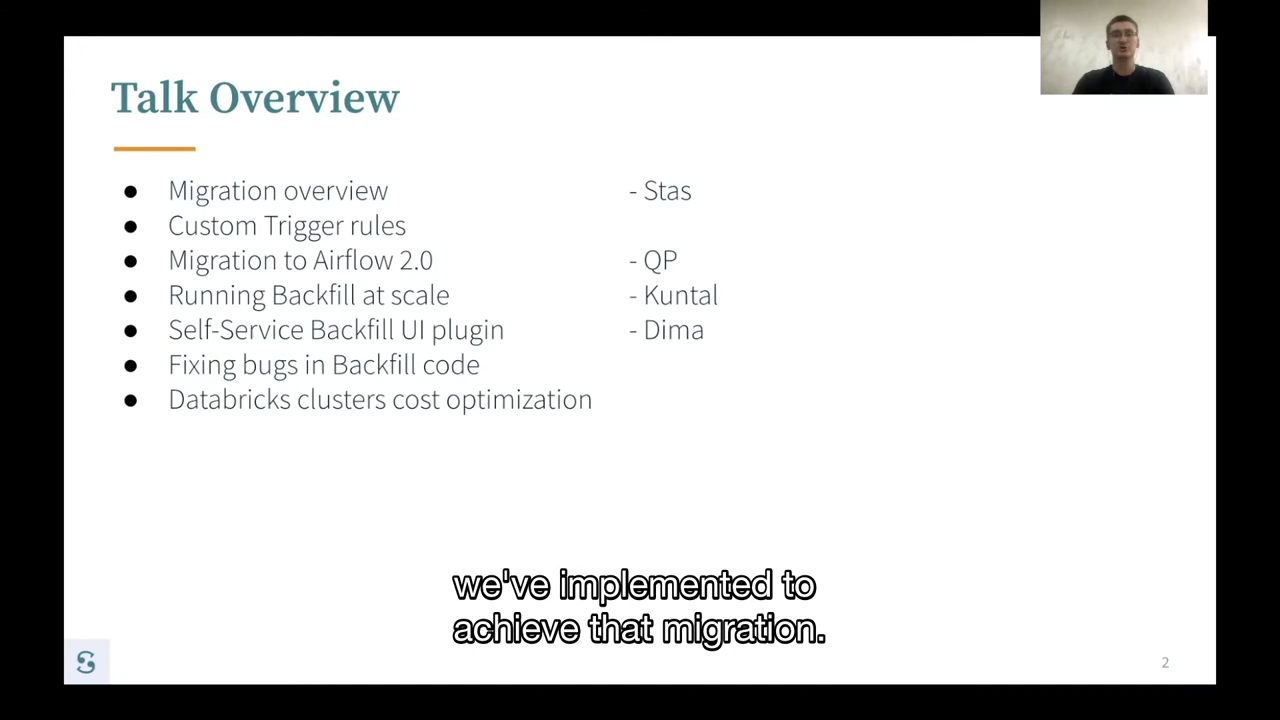 Talk Overview
● Migration overview - Stas
● Custom Trigger rules
● Migration to Airflow 2.0 - QP
● Running Backfill at scale - Kuntal
● Self-Service Backfill UI plugin - Dima
● Fixing bugs in Backfill code
● Databricks clusters cost optimization
we've implemented to
achieve that migration.
2